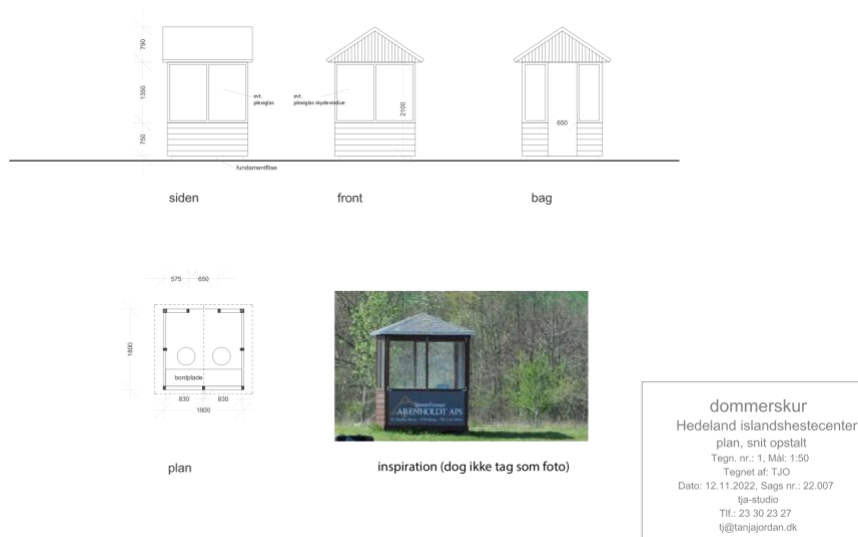 790
1350
750
evt.
plexiglas
fundamentflise
siden
evt.
plexiglas skydevindue
2100
front
650
bag
575
650
1800
bordplade
830
830
1800
plan
ARENHOLDT APS
inspiration (dog ikke tag som foto)
dommerskur
Hedeland islandshestecenter
plan, snit opstalt
Tegn. nr.: 1, Mål: 1:50
Tegnet af: TJO
Dato: 12.11.2022, Sags nr.: 22.007
tja-studio
Tlf.: 23 30 23 27
tj@tanjajordan.dk